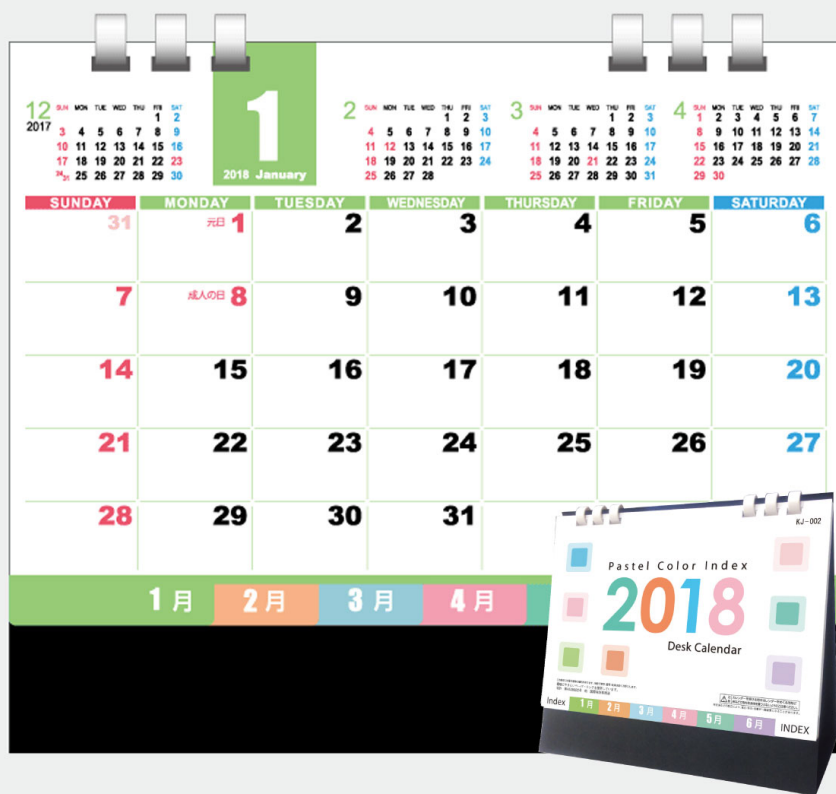 12
2017
SUN MON TUE WED THU FRI SAT
1 2
3 4 5 6 7 8 9
10 11 12 13 14 15 16
17 18 19 20 21 22 23
24/31 25 26 27 28 29 30
1
2018 January
2
SUN MON TUE WED THU FRI SAT
1 2 3
4 5 6 7 8 9 10
11 12 13 14 15 16 17
18 19 20 21 22 23 24
25 26 27 28
3
SUN MON TUE WED THU FRI SAT
1 2 3
4 5 6 7 8 9 10
11 12 13 14 15 16 17
18 19 20 21 22 23 24
25 26 27 28 29 30 31
4
SUN MON TUE WED THU FRI SAT
1 2 3 4 5 6 7
8 9 10 11 12 13 14
15 16 17 18 19 20 21
22 23 24 25 26 27 28
29 30
SUNDAY MONDAY TUESDAY WEDNESDAY THURSDAY FRIDAY SATURDAY
31 元日 1 2 3 4 5 6
7 成人の日 8 9 10 11 12 13
14 15 16 17 18 19 20
21 22 23 24 25 26 27
28 29 30 31
1月 2月 3月 4月
KJ-002
Pastel Color Index
2018
Desk Calendar
Index 1月 2月 3月 4月 5月 6月 INDEX